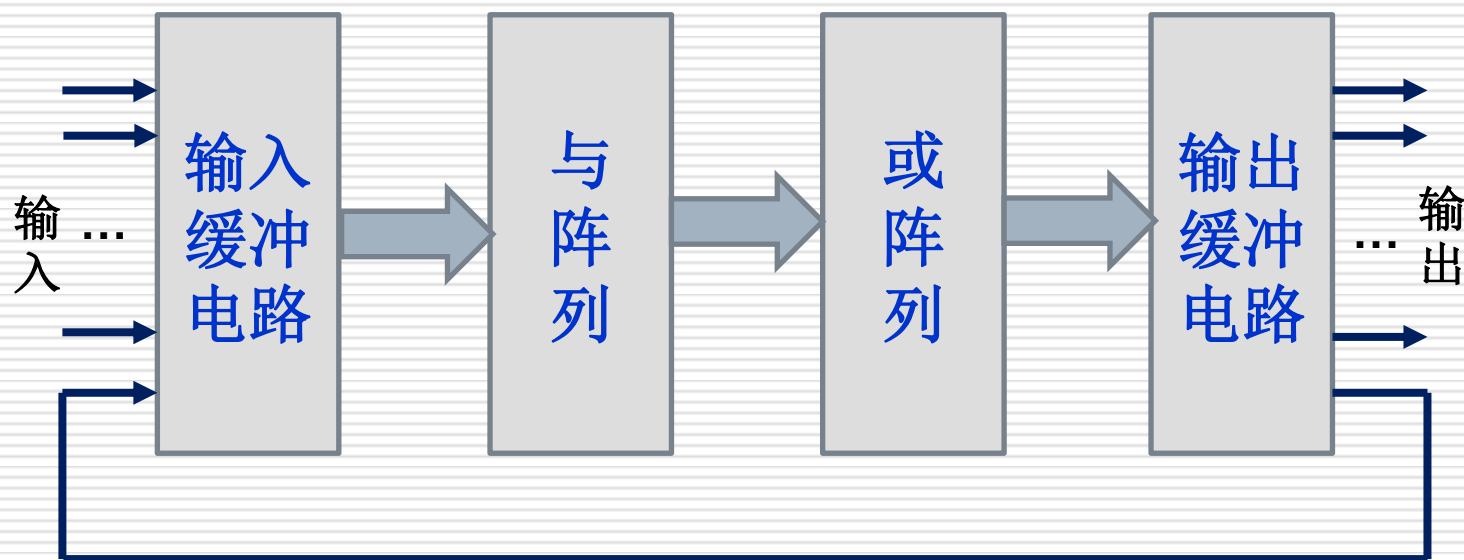 输
入
...
输入
缓冲
电路
与
阵
列
或
阵
列
输出
缓冲
电路
...
输
出